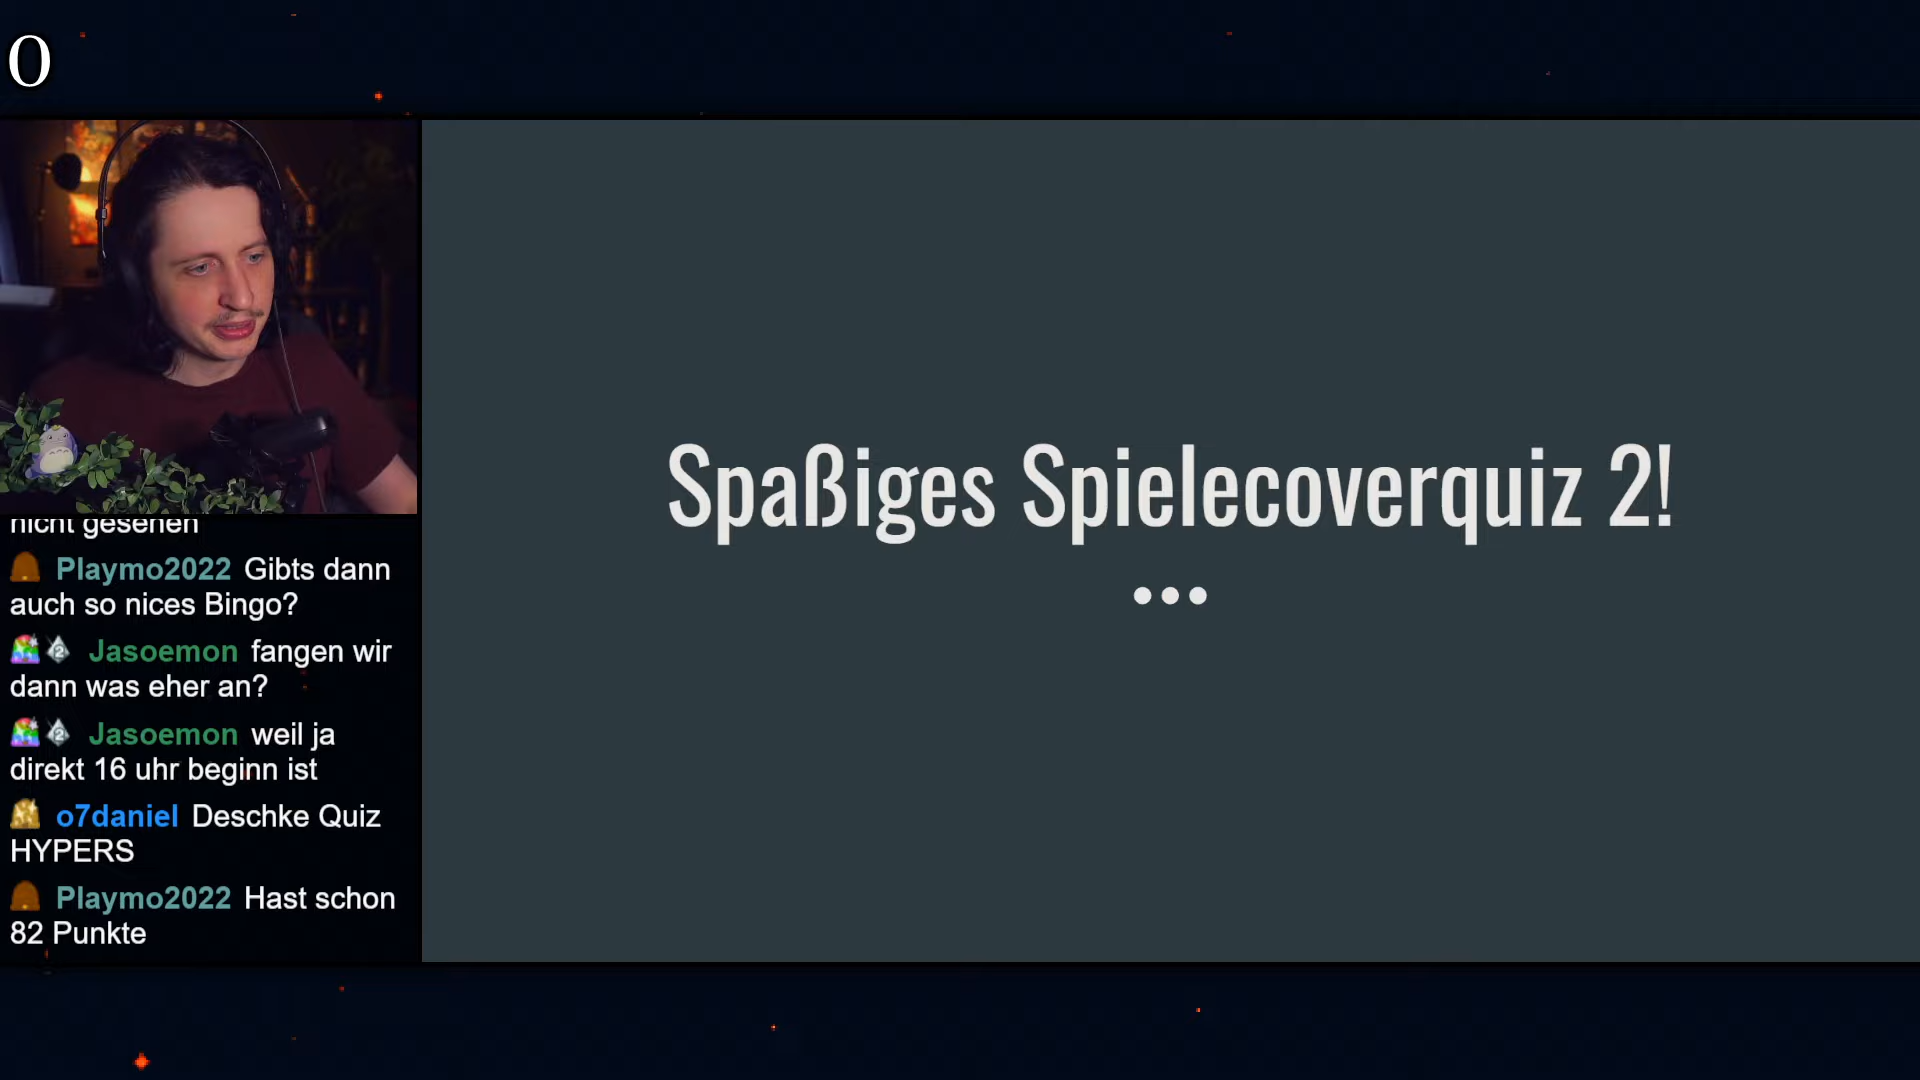 0
Spaßiges Spielecoverquiz 2!
nicht gesehen
Playmo2022 Gibts dann
auch so nices Bingo?
Jasoemon fangen wir
dann was eher an?
Jasoemon weil ja
direkt 16 uhr beginn ist
o7daniel Deschke Quiz
HYPERS
Playmo2022 Hast schon
82 Punkte